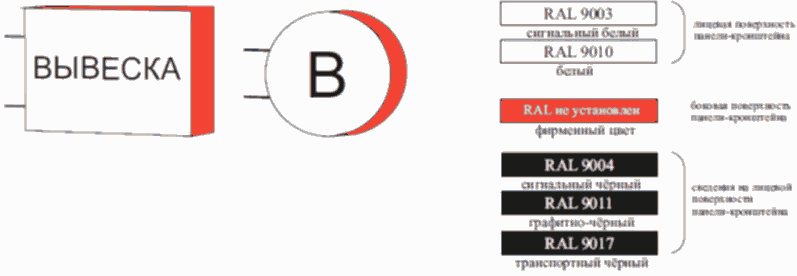 ВЫВЕСКА
В
RAL 9003
сигнальный белый
RAL 9010
белый
лицевая поверхность
панели-кронштейна
RAL не установлен
фирменный цвет
боковая поверхность
панели-кронштейна
RAL 9004
сигнальный чёрный
RAL 9011
графитно-чёрный
RAL 9017
транспортный чёрный
сведения на лицевой
поверхности
панели-кронштейна